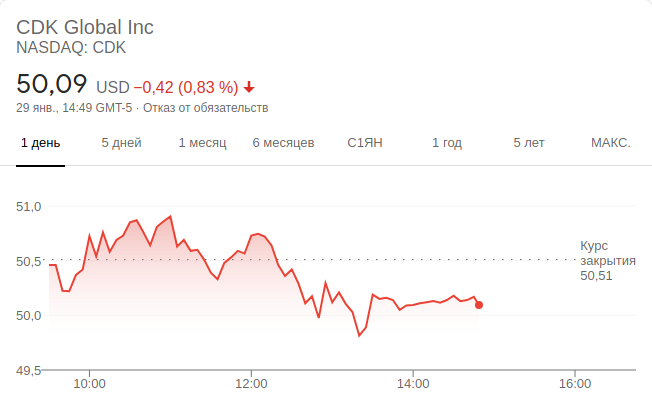 CDK Global Inc
NASDAQ: CDK
50,09 USD −0,42 (0,83 %)
29 янв., 14:49 GMT-5 · Отказ от обязательств
1 день 5 дней 1 месяц 6 месяцев С1ЯН 1 год 5 лет МАКС.
51,0
50,5
50,0
49,5
Курс
закрытия
50,51
10:00 12:00 14:00 16:00